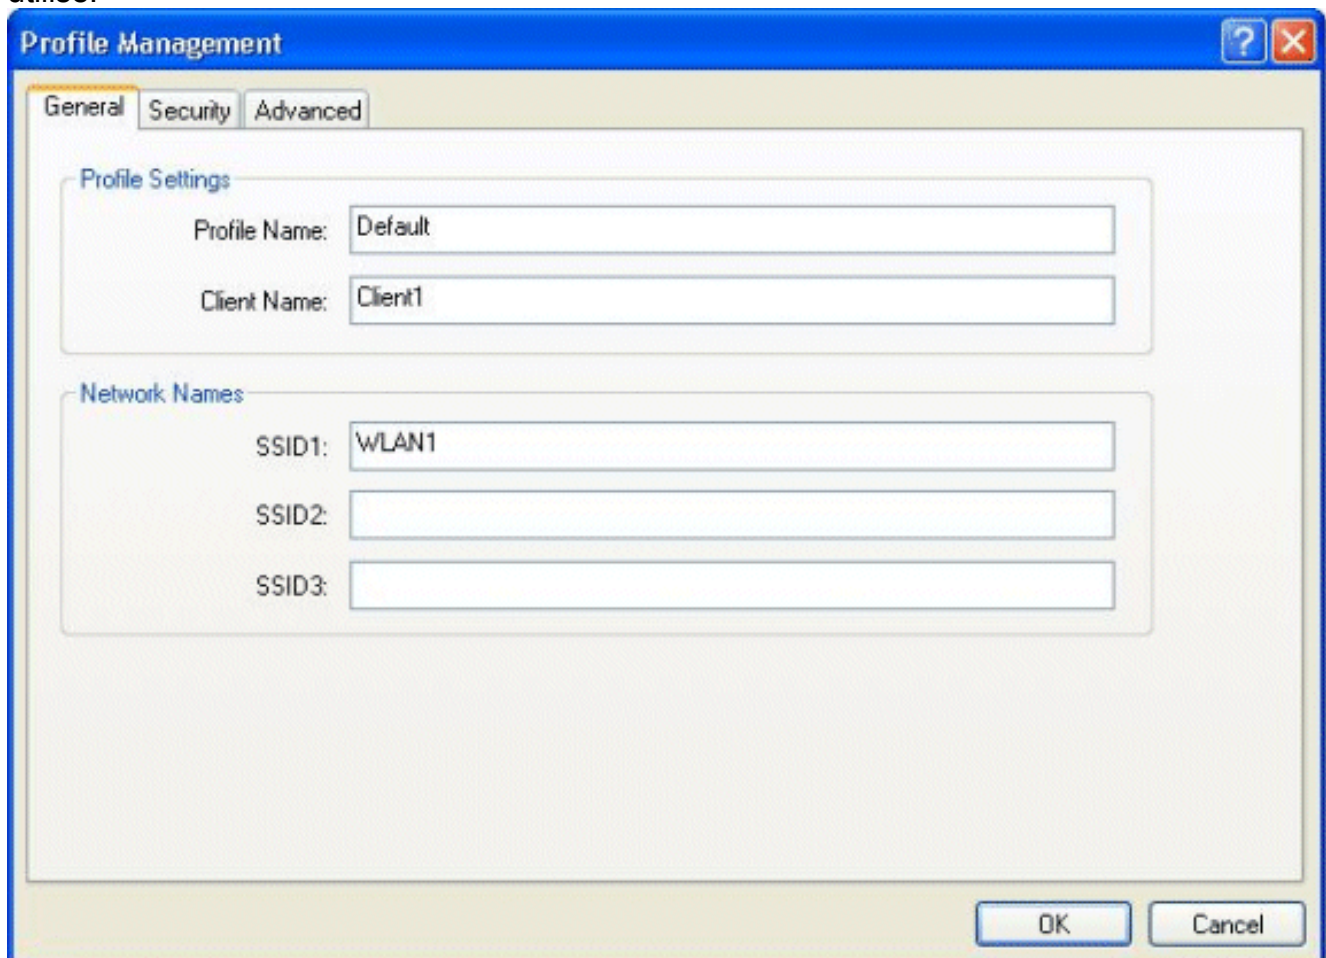 utilisé.
Profile Management
General Security Advanced
Profile Settings
Profile Name: Default
Client Name: Client1
Network Names
SSID1: WLAN1
SSID2:
SSID3:
OK Cancel